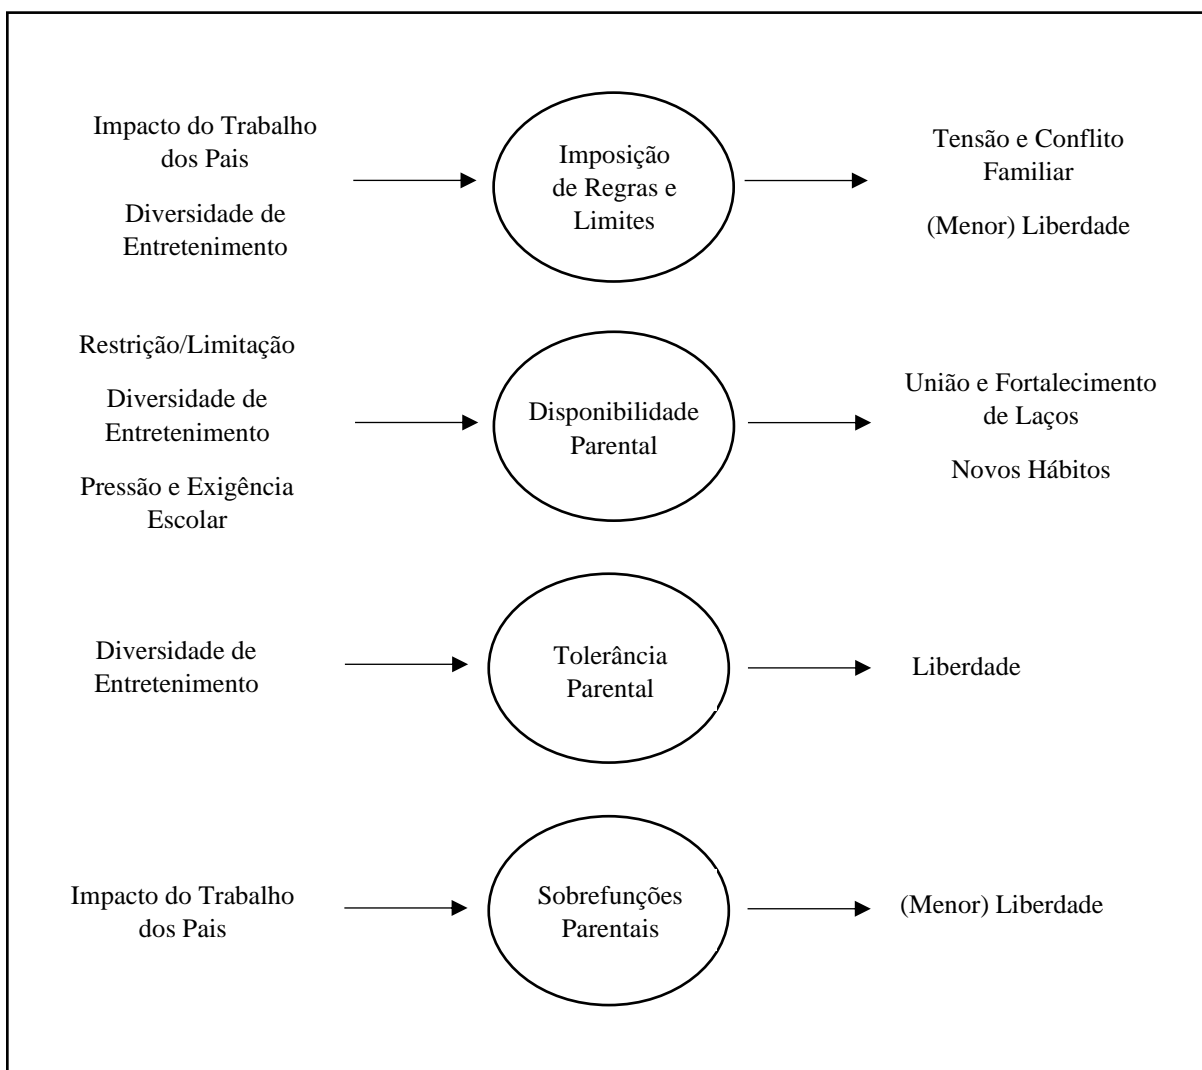 Impacto do Trabalho
dos Pais
Diversidade de
Entretenimento
Imposição
de Regras e
Limites
Tensão e Conflito
Familiar
(Menor) Liberdade
Restrição/Limitação
Diversidade de
Entretenimento
Pressão e Exigência
Escolar
Disponibilidade
Parental
União e Fortalecimento
de Laços
Novos Hábitos
Diversidade de
Entretenimento
Tolerância
Parental
Liberdade
Impacto do Trabalho
dos Pais
Sobrefunções
Parentais
(Menor) Liberdade